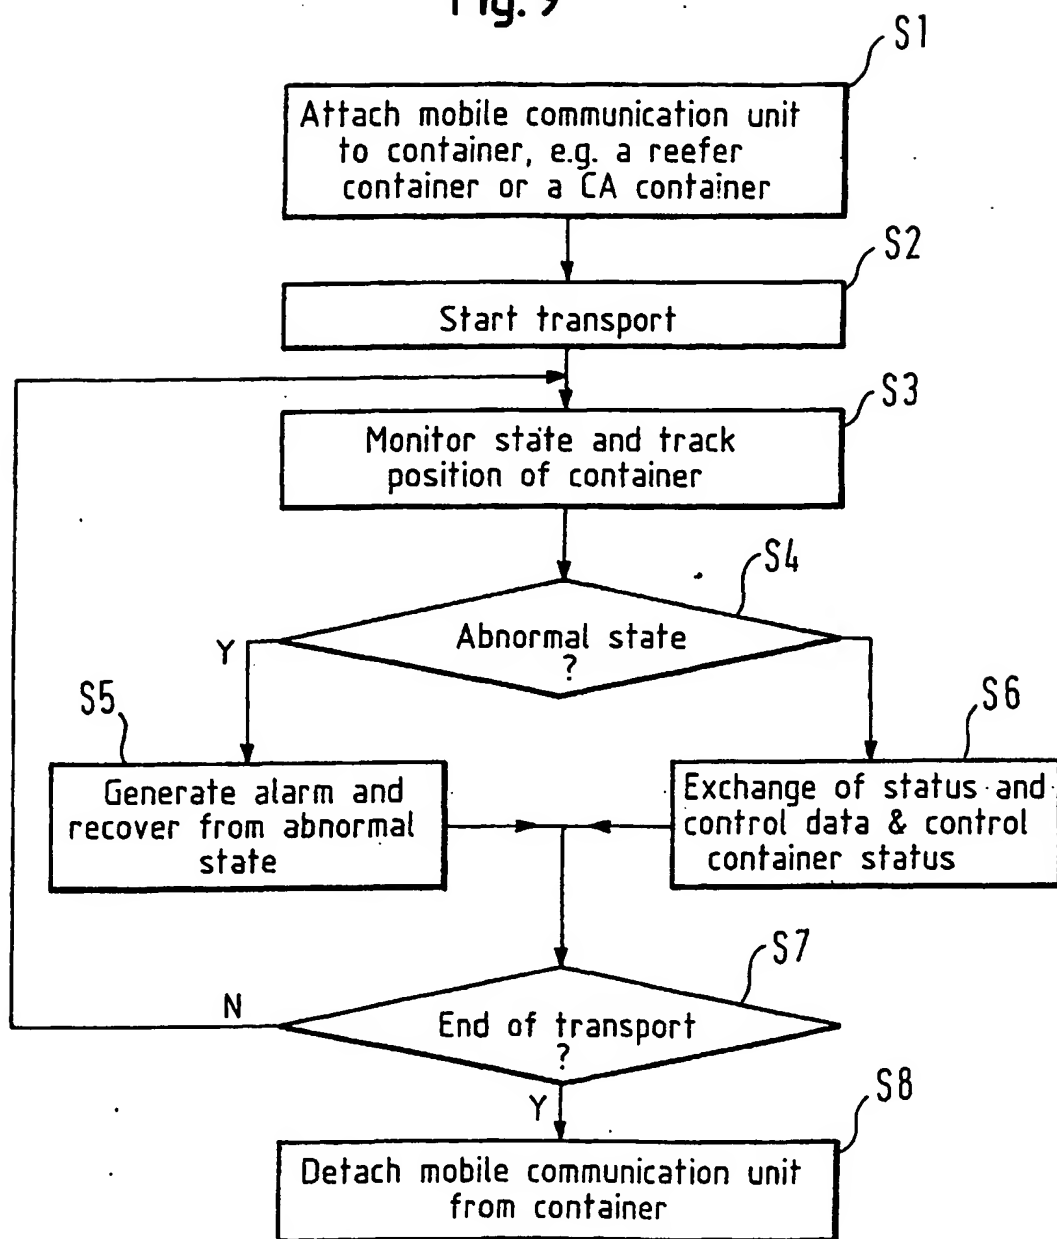 Fig. 9
S1
Attach mobile communication unit
to container, e.g. a reefer
container or a CA container
S2
Start transport
S3
Monitor state and track
position of container
S4
Abnormal state
?
Y
S5
Generate alarm and
recover from abnormal
state
S6
Exchange of status and
control data & control
container status
S7
End of transport
?
N
Y
S8
Detach mobile communication unit
from container